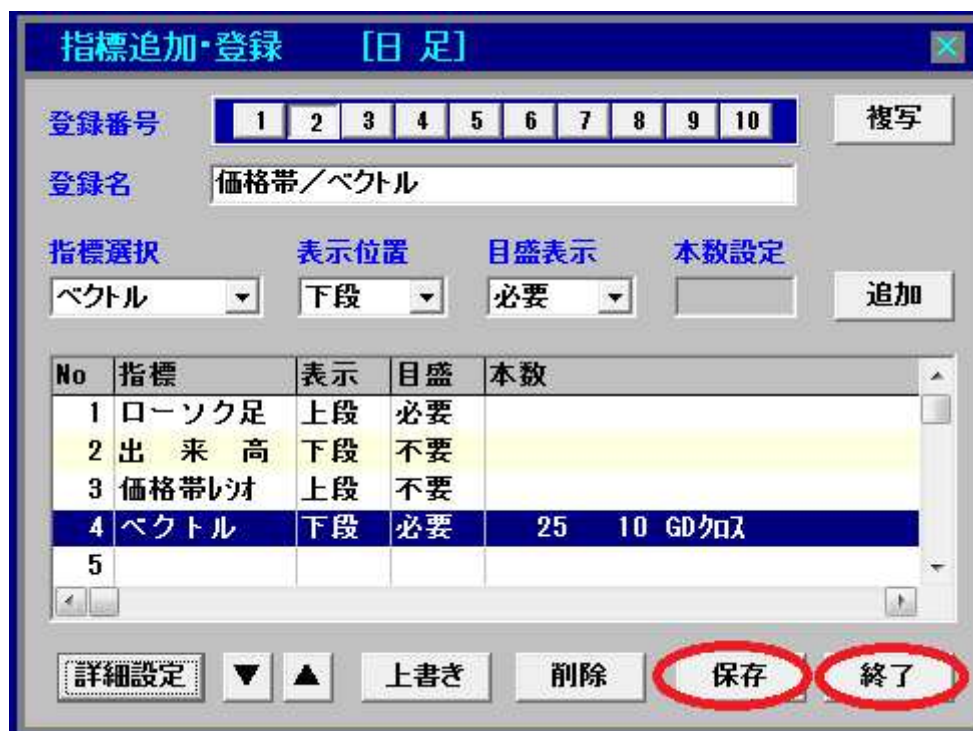 指標追加・登録　[日 足]
登録番号 1 2 3 4 5 6 7 8 9 10 複写
登録名 価格帯／ベクトル
指標選択 表示位置 目盛表示 本数設定
ベクトル 下段 必要 追加
No 指標 表示 目盛 本数
1 ローソク足 上段 必要
2 出　来　高 下段 不要
3 価格帯ﾚｼｵ 上段 不要
4 ベクトル 下段 必要 25 10 GDｸﾛｽ
5
詳細設定 ▼ ▲ 上書き 削除 保存 終了